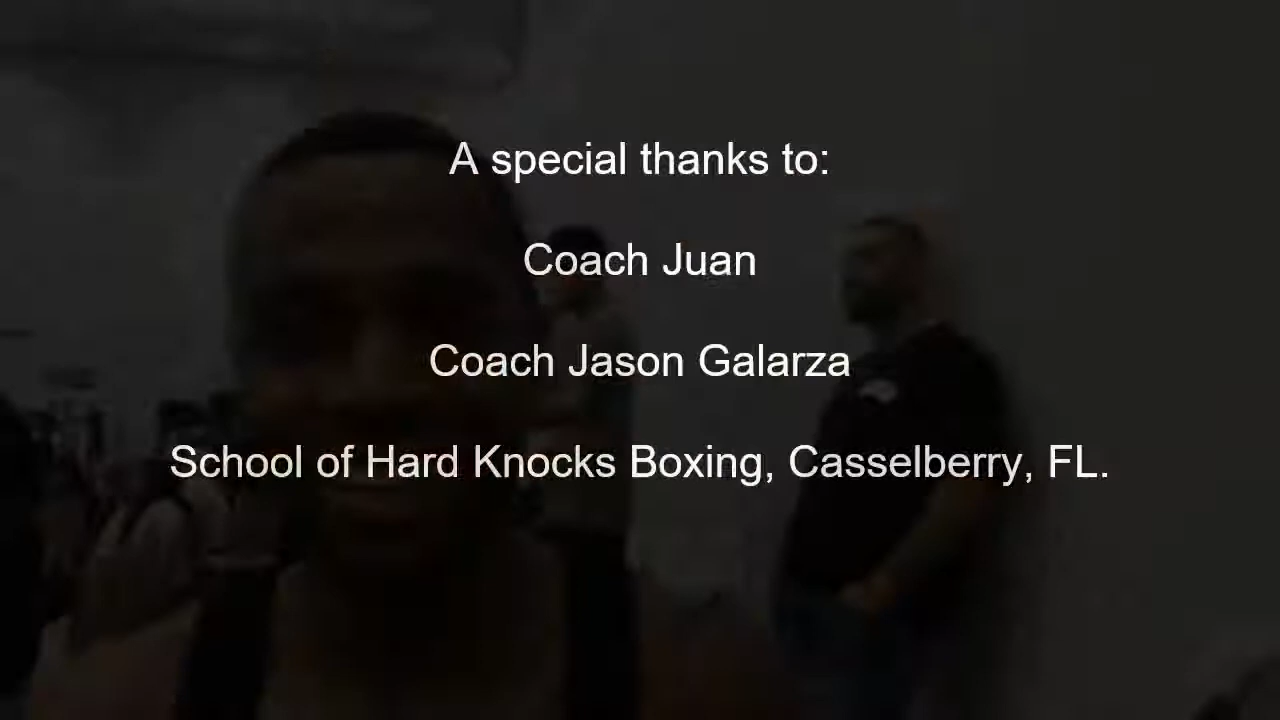 A special thanks to:
Coach Juan
Coach Jason Galarza
School of Hard Knocks Boxing, Casselberry, FL.